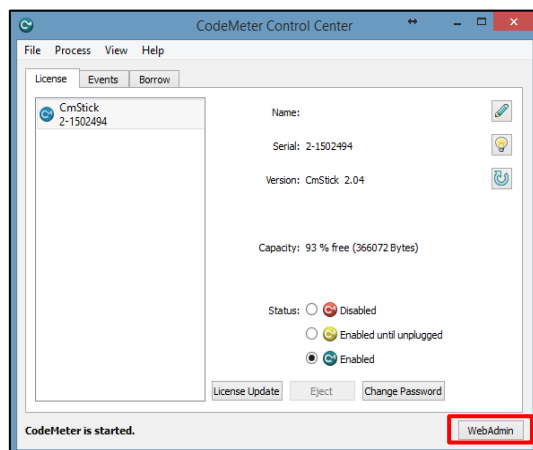 CodeMeter Control Center
File Process View Help
License Events Borrow
CmStick
2-1502494
Name:
Serial: 2-1502494
Version: CmStick 2.04
Capacity: 93 % free (366072 Bytes)
Status: Disabled
Enabled until unplugged
Enabled
License Update Eject Change Password
CodeMeter is started. WebAdmin